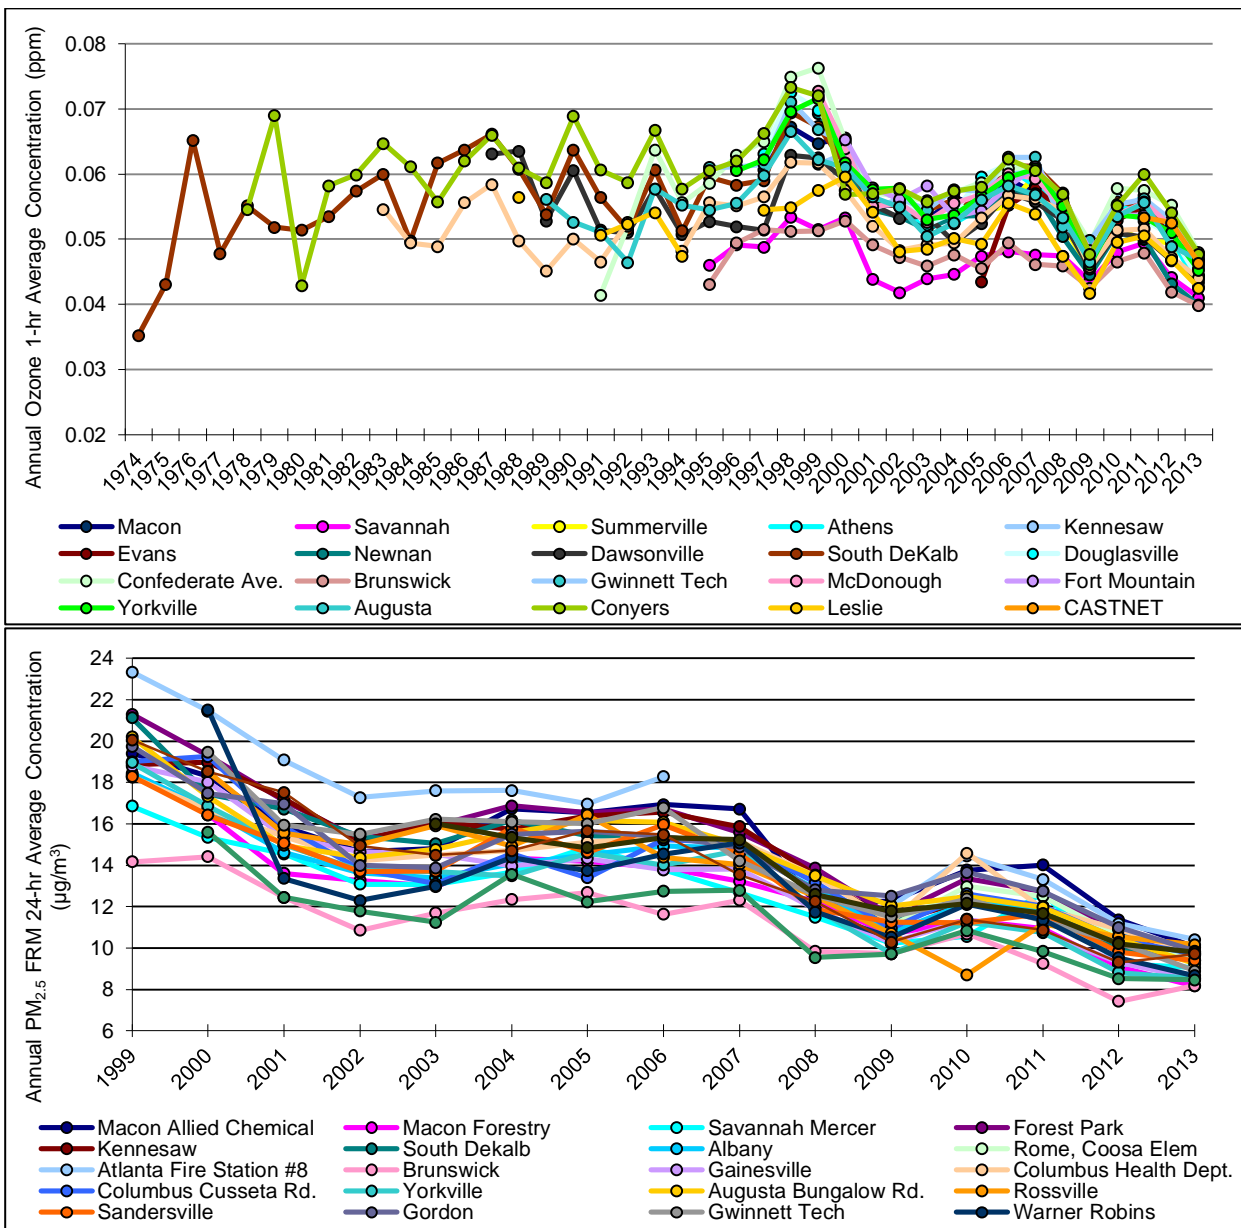 Annual Ozone 1-hr Average Concentration (ppm)
0.08
0.07
0.06
0.05
0.04
0.03
0.02
1974 1975 1976 1977 1978 1979 1980 1981 1982 1983 1984 1985 1986 1987 1988 1989 1990 1991 1992 1993 1994 1995 1996 1997 1998 1999 2000 2001 2002 2003 2004 2005 2006 2007 2008 2009 2010 2011 2012 2013
Macon Savannah Summerville Athens Kennesaw
Evans Newnan Dawsonville South DeKalb Douglasville
Confederate Ave. Brunswick Gwinnett Tech McDonough Fort Mountain
Yorkville Augusta Conyers Leslie CASTNET
Annual PM2.5 FRM 24-hr Average Concentration
(µg/m³)
24
22
20
18
16
14
12
10
8
6
1999 2000 2001 2002 2003 2004 2005 2006 2007 2008 2009 2010 2011 2012 2013
Macon Allied Chemical Macon Forestry Savannah Mercer Forest Park
Kennesaw South Dekalb Albany Rome, Coosa Elem
Atlanta Fire Station #8 Brunswick Gainesville Columbus Health Dept.
Columbus Cusseta Rd. Yorkville Augusta Bungalow Rd. Rossville
Sandersville Gordon Gwinnett Tech Warner Robins